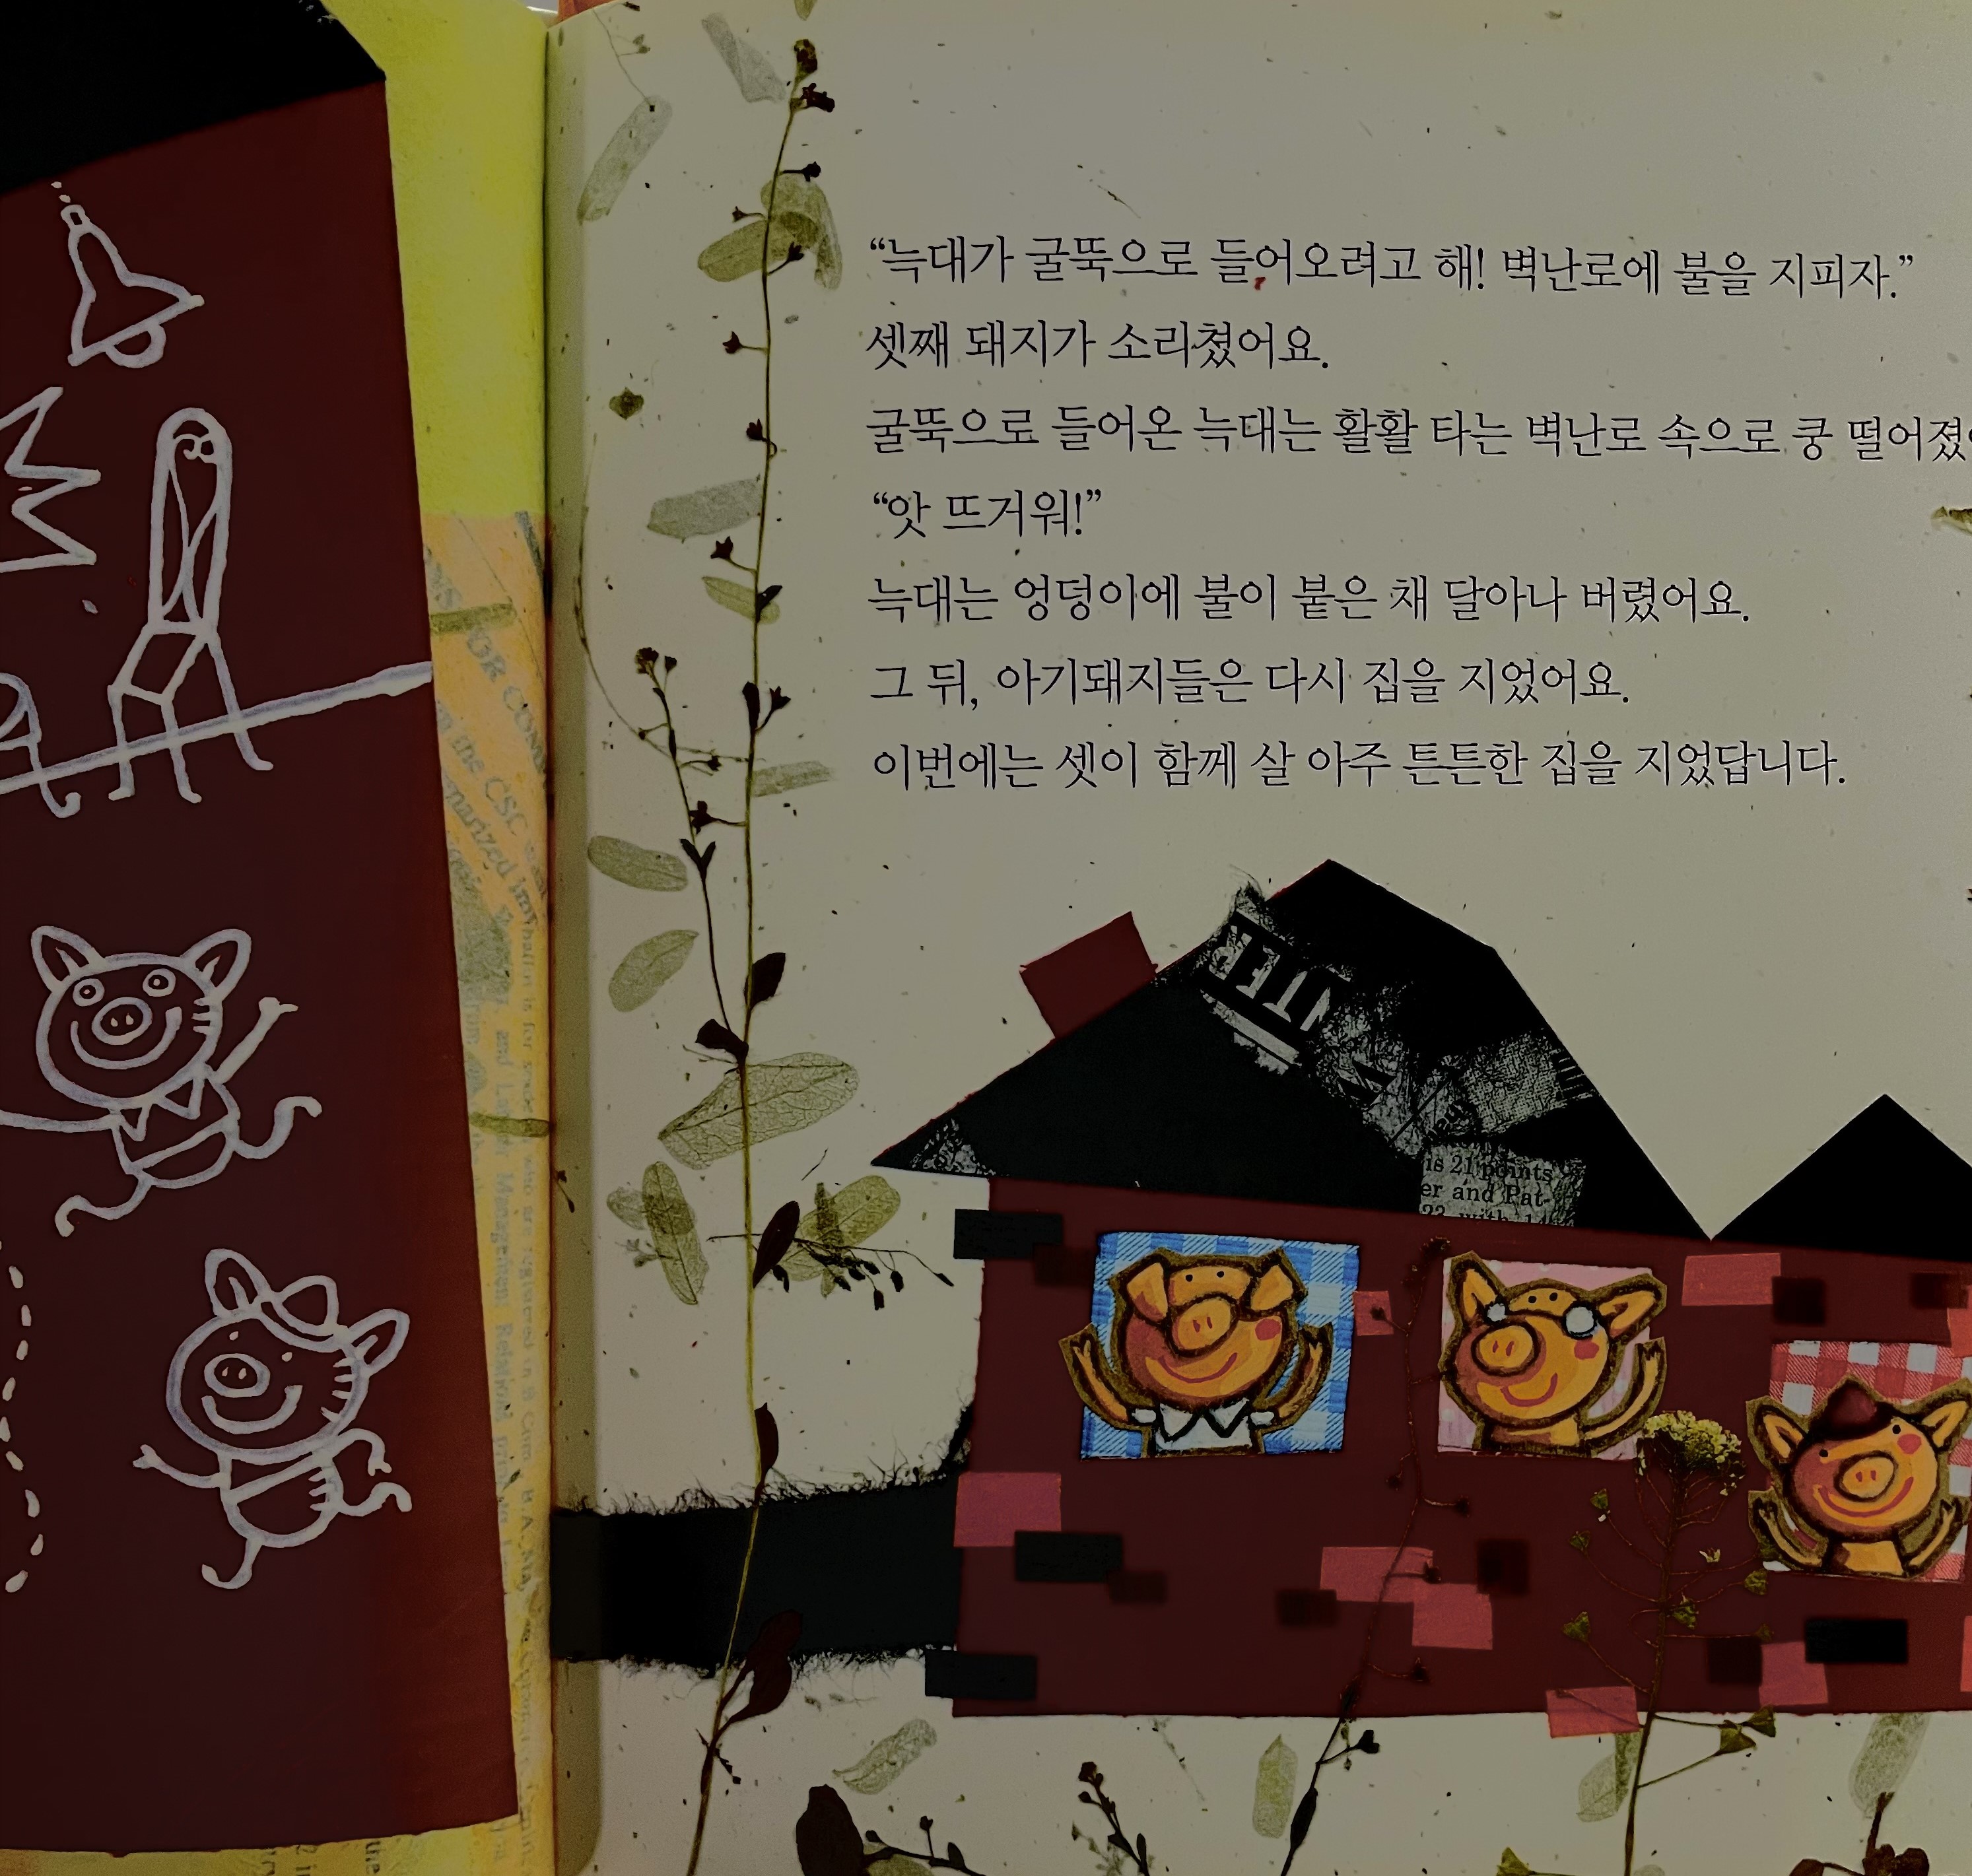 “늑대가 굴뚝으로 들어오려고 해! 벽난로에 불을 지피자.”
셋째 돼지가 소리쳤어요.
굴뚝으로 들어온 늑대는 활활 타는 벽난로 속으로 쿵 떨어졌
“앗 뜨거워!”
늑대는 엉덩이에 불이 붙은 채 달아나 버렸어요.
그 뒤, 아기돼지들은 다시 집을 지었어요.
이번에는 셋이 함께 살 아주 튼튼한 집을 지었답니다.
is 21 points
er and Pat-
22 with
in the CSC